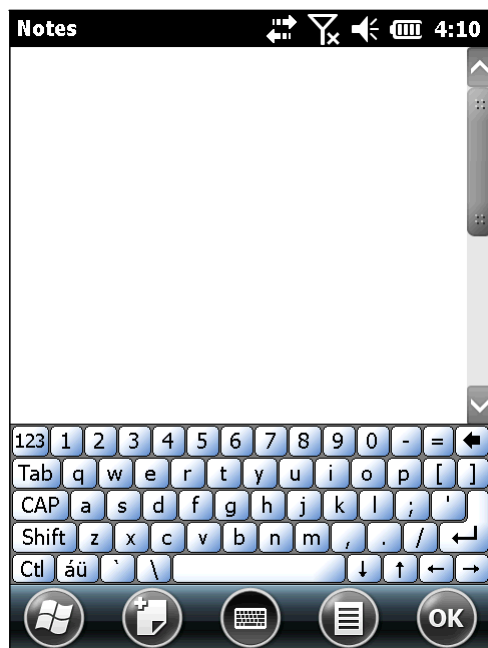 Notes 4:10
123 1 2 3 4 5 6 7 8 9 0 - =
Tab q w e r t y u i o p [ ]
CAP a s d f g h j k l ; '
Shift z x c v b n m , . /
Ctl áü ` \ ↓ ↑ ← →
OK